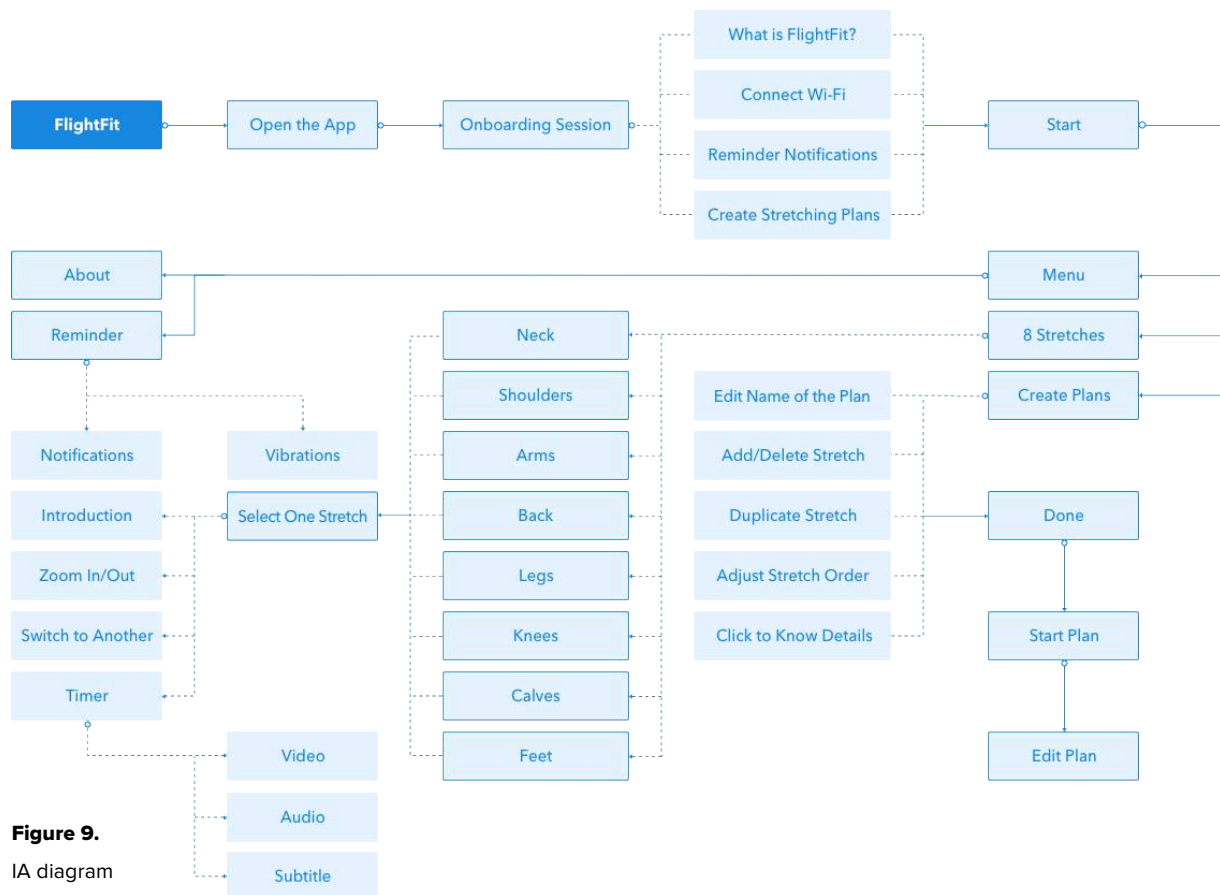 What is FlightFit?
Connect Wi-Fi
FlightFit
Open the App
Onboarding Session
Start
Reminder Notifications
Create Stretching Plans
About
Menu
Reminder
Neck
8 Stretches
Shoulders
Edit Name of the Plan
Create Plans
Notifications
Vibrations
Arms
Add/Delete Stretch
Introduction
Select One Stretch
Back
Duplicate Stretch
Done
Zoom In/Out
Legs
Adjust Stretch Order
Switch to Another
Knees
Click to Know Details
Start Plan
Timer
Calves
Video
Feet
Edit Plan
Audio
Subtitle
Figure 9.
IA diagram